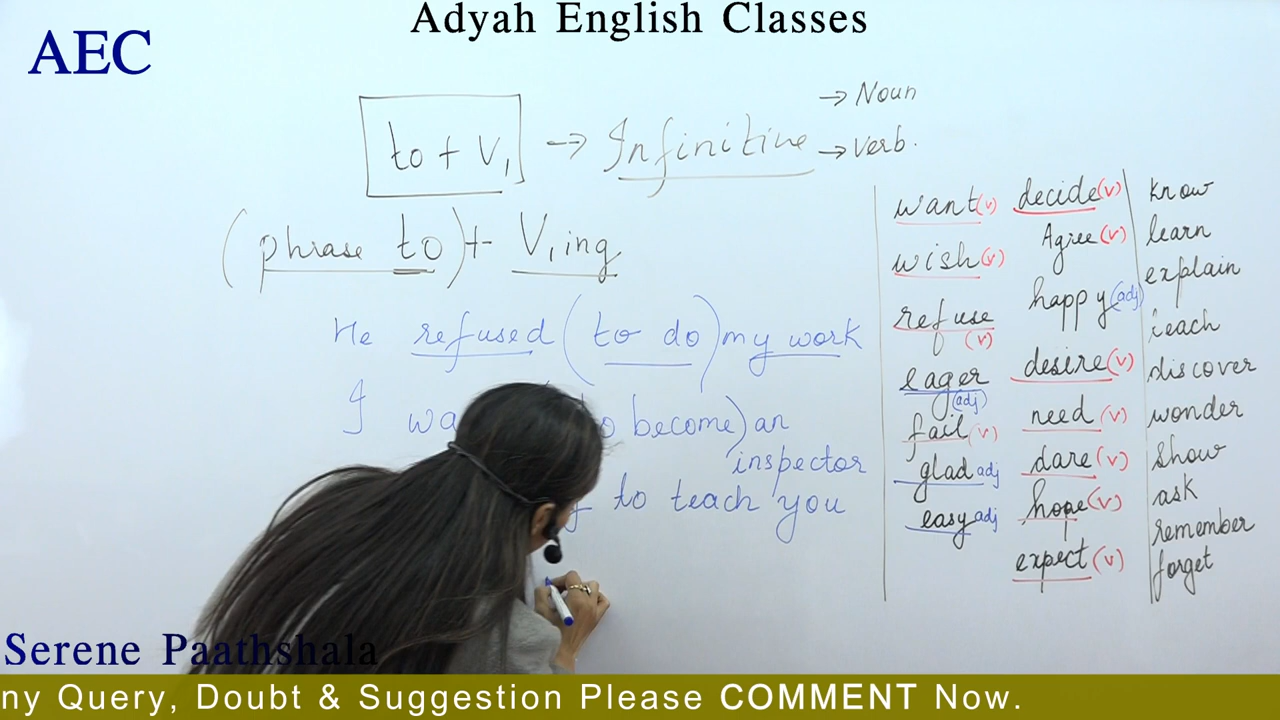 Adyah English Classes
AEC
to + V1 → Infinitive → Noun
→ Verb.
(phrase to) + V1ing
He refused (to do) my work
I wa o become) an
inspector
to teach you
want (v)
wish (v)
refuse (v)
eager (adj)
fail (v)
glad adj
easy adj
decide (v)
Agree (v)
happy (adj)
desire (v)
need (v)
dare (v)
hope (v)
expect (v)
know
learn
explain
teach
discover
wonder
show
ask
remember
forget
Serene Paathshala
ny Query, Doubt & Suggestion Please COMMENT Now.